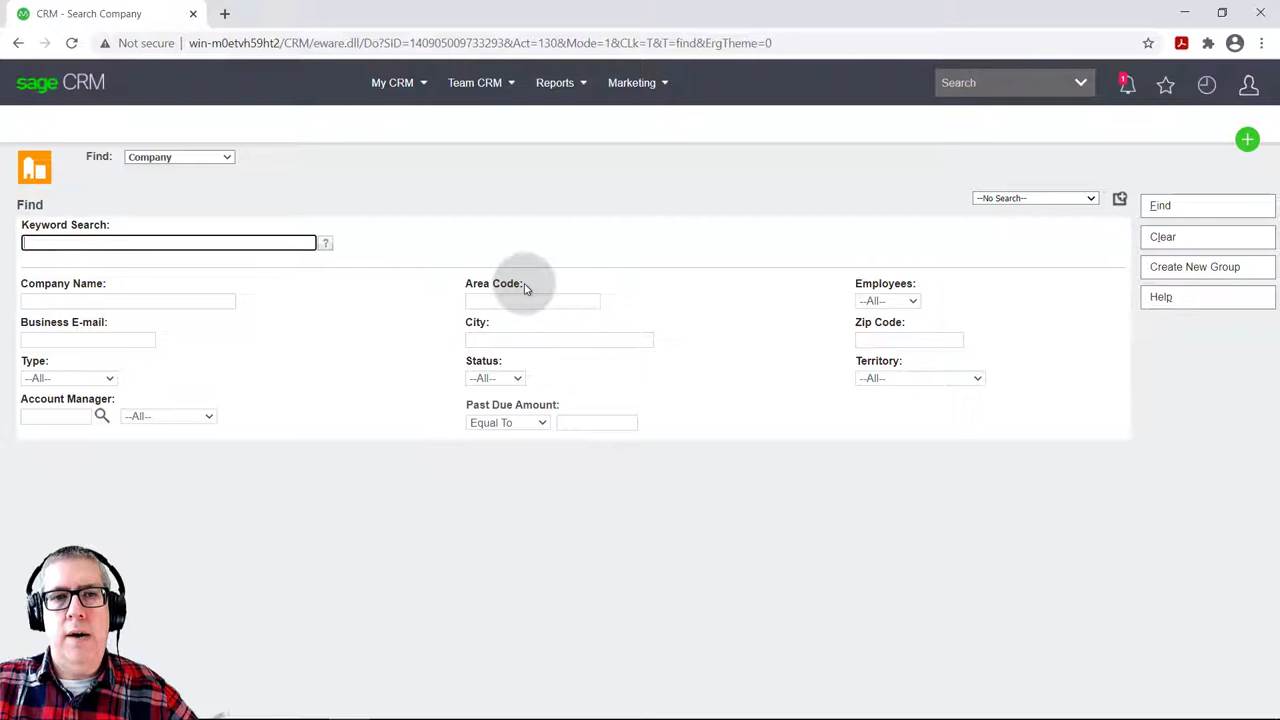 CRM - Search Company
Not secure win-m0etvh59ht2/CRM/eware.dll/Do?SID=140905009733293&Act=130&Mode=1&CLk=T&T=find&ErgTheme=0
sage CRM My CRM Team CRM Reports Marketing Search 1
Find: Company
Find --No Search-- Find
Keyword Search: Clear
?
Create New Group
Company Name: Area Code: Employees: Help
--All--
Business E-mail: City: Zip Code:
Type: Status: Territory:
--All-- --All-- --All--
Account Manager: Past Due Amount:
--All-- Equal To